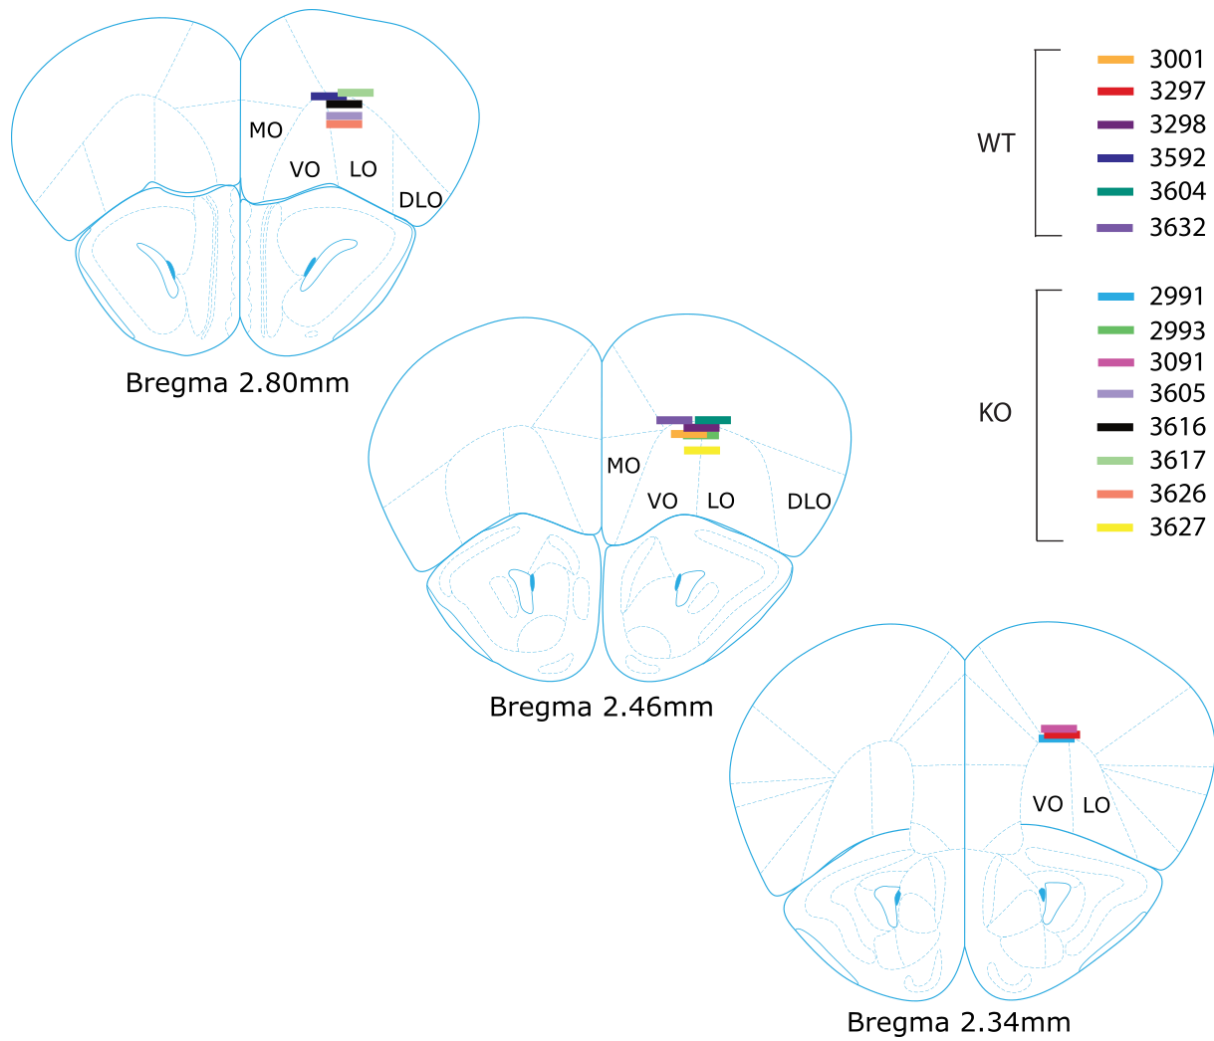 MO
VO
LO
DLO
Bregma 2.80mm
WT
3001
3297
3298
3592
3604
3632
KO
2991
2993
3091
3605
3616
3617
3626
3627
MO
VO
LO
DLO
Bregma 2.46mm
VO
LO
Bregma 2.34mm